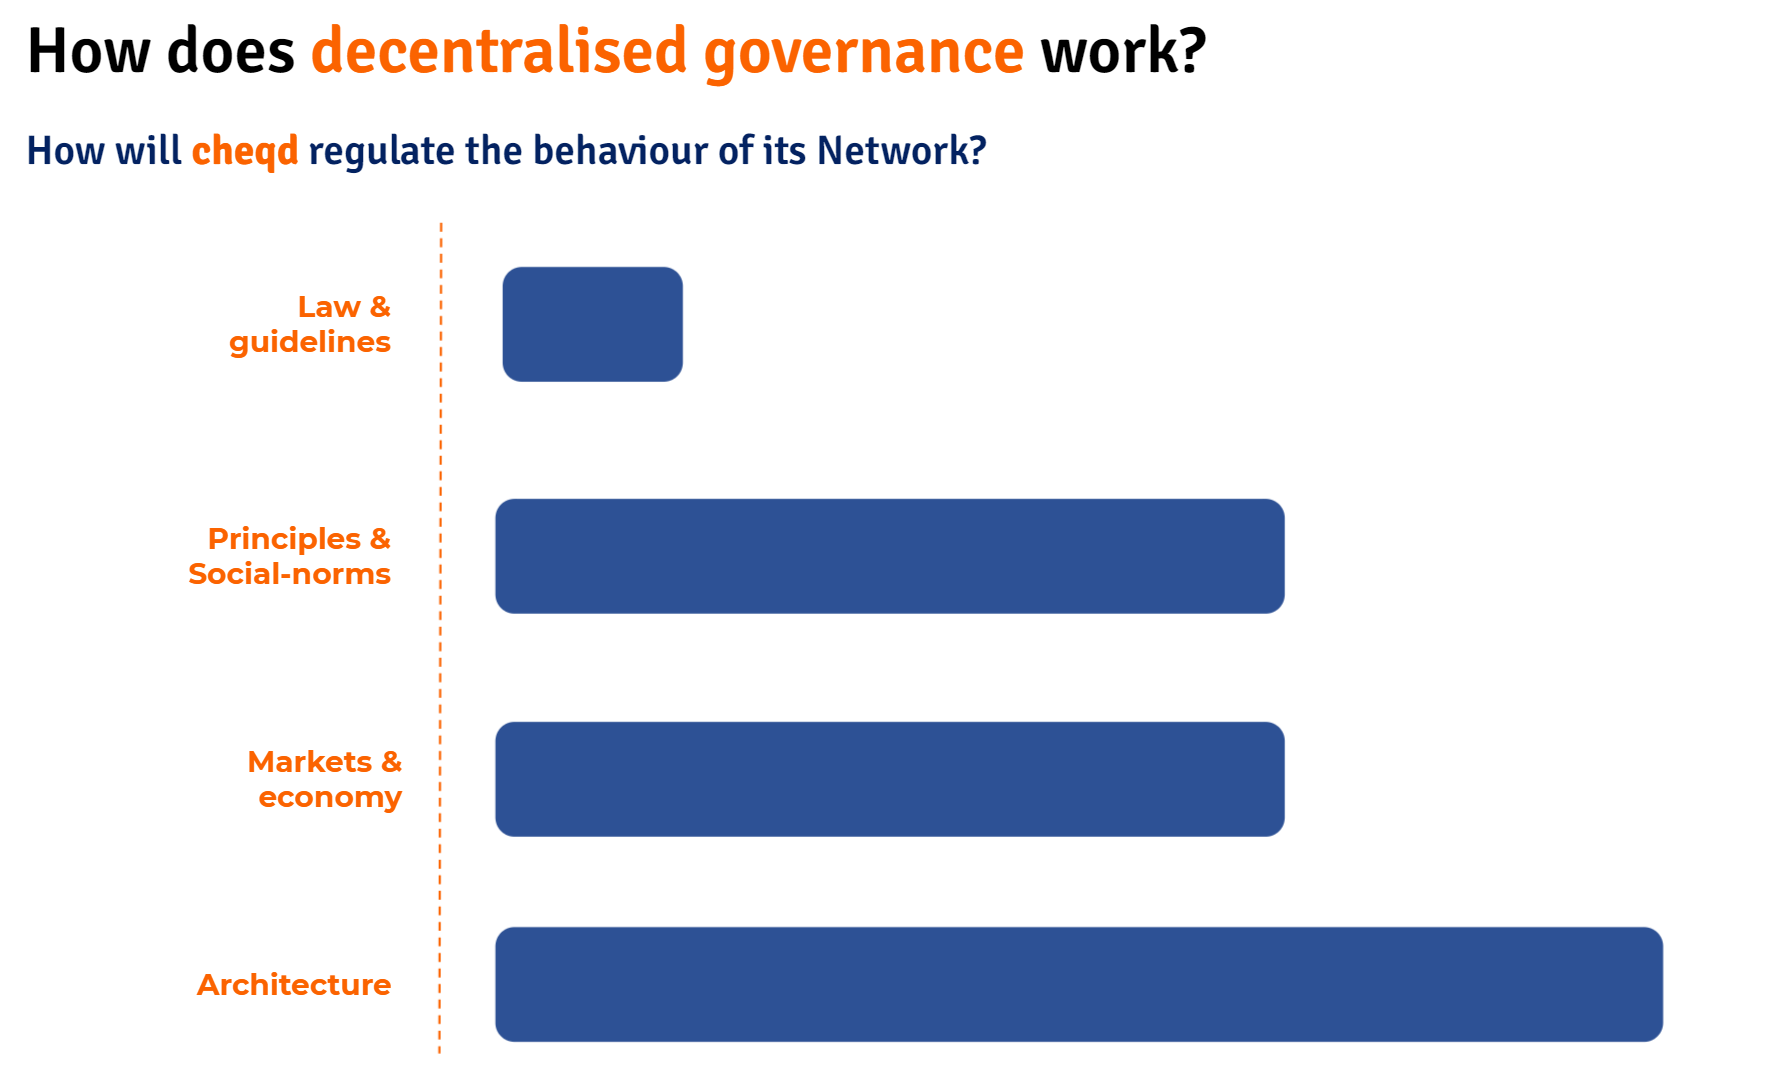 How does decentralised governance work?
How will cheqd regulate the behaviour of its Network?
Law &
guidelines
Principles &
Social-norms
Markets &
economy
Architecture